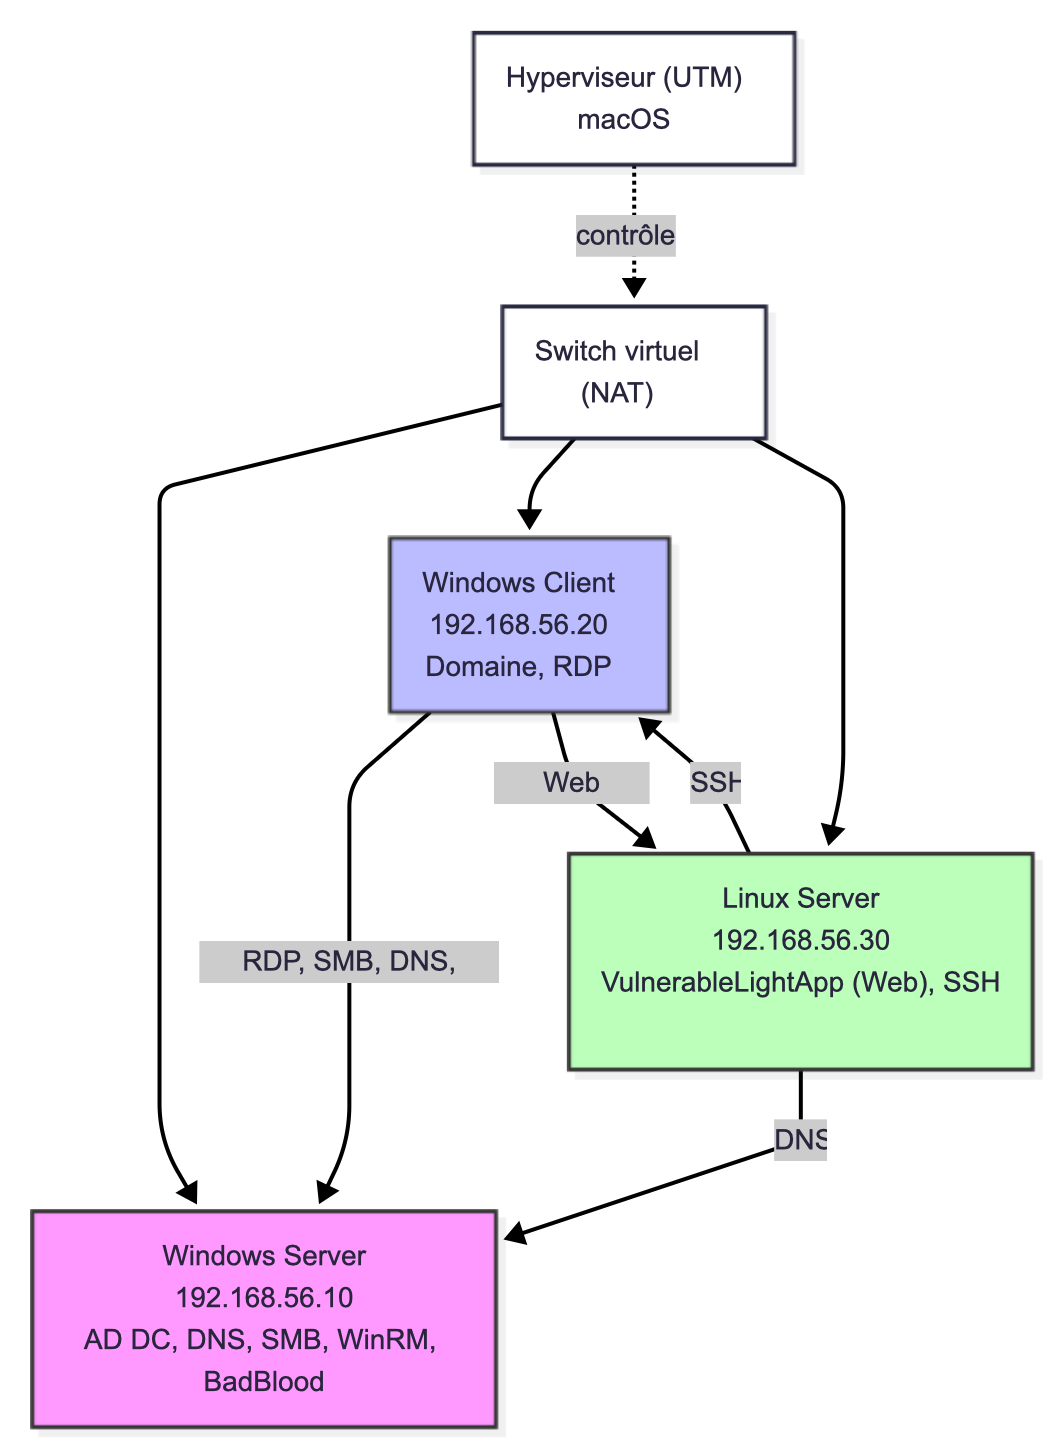 Hyperviseur (UTM)
macOS
contrôle
Switch virtuel
(NAT)
Windows Client
192.168.56.20
Domaine, RDP
Web
SSH
Linux Server
192.168.56.30
VulnerableLightApp (Web), SSH
RDP, SMB, DNS,
DNS
Windows Server
192.168.56.10
AD DC, DNS, SMB, WinRM,
BadBlood